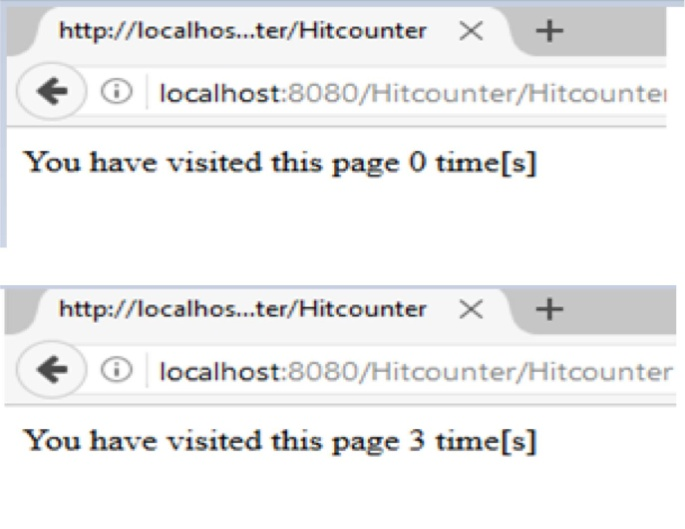 http://localhos...ter/Hitcounter
localhost:8080/Hitcounter/Hitcounter
You have visited this page 0 time[s]
http://localhos...ter/Hitcounter
localhost:8080/Hitcounter/Hitcounter
You have visited this page 3 time[s]